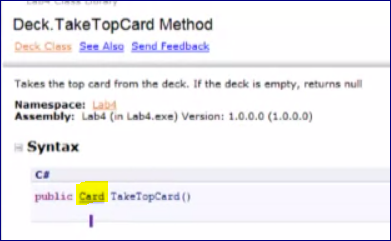 Lab4 Class Library
Deck.TakeTopCard Method
Deck Class See Also Send Feedback
Takes the top card from the deck. If the deck is empty, returns null
Namespace: Lab4
Assembly: Lab4 (in Lab4.exe) Version: 1.0.0.0 (1.0.0.0)
Syntax
C#
public Card TakeTopCard()